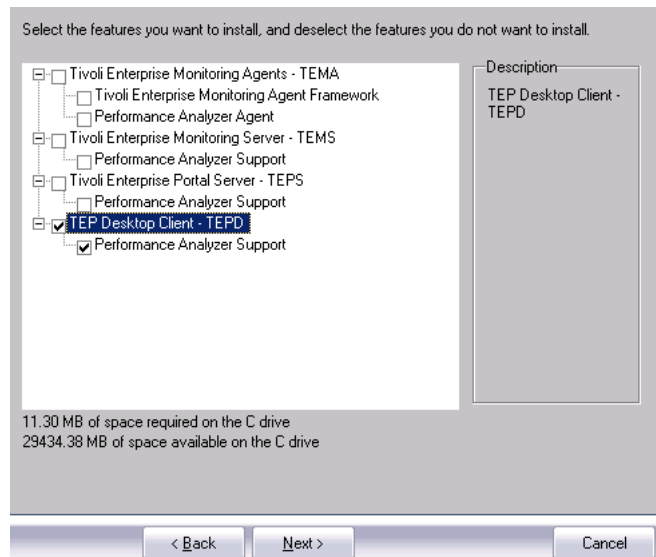 Select the features you want to install, and deselect the features you do not want to install.
Tivoli Enterprise Monitoring Agents - TEMA
Tivoli Enterprise Monitoring Agent Framework
Performance Analyzer Agent
Tivoli Enterprise Monitoring Server - TEMS
Performance Analyzer Support
Tivoli Enterprise Portal Server - TEPS
Performance Analyzer Support
TEP Desktop Client - TEPD
Performance Analyzer Support
Description
TEP Desktop Client -
TEPD
11.30 MB of space required on the C drive
29434.38 MB of space available on the C drive
< Back Next > Cancel